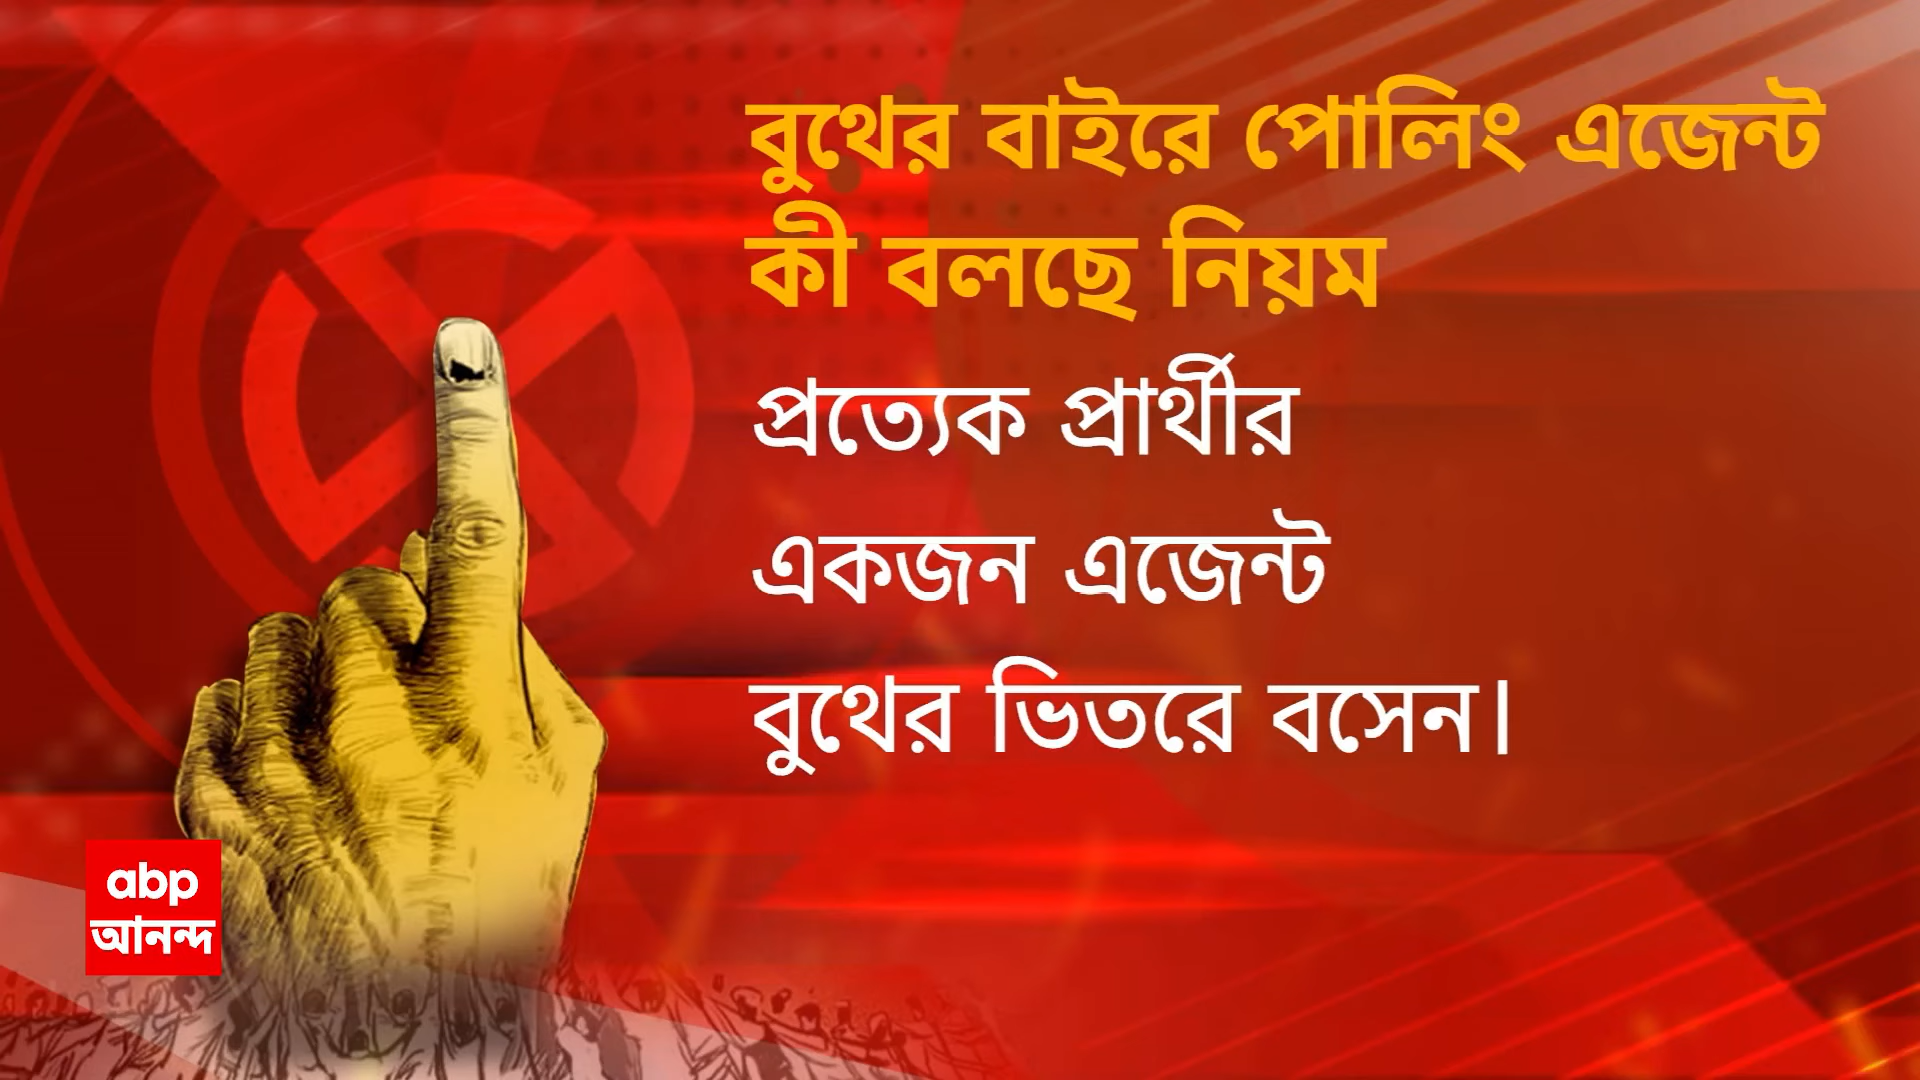 বুথের বাইরে পোলিং এজেন্ট
কী বলছে নিয়ম
প্রত্যেক প্রার্থীর
একজন এজেন্ট
বুথের ভিতরে বসেন।
abp
আনন্দ